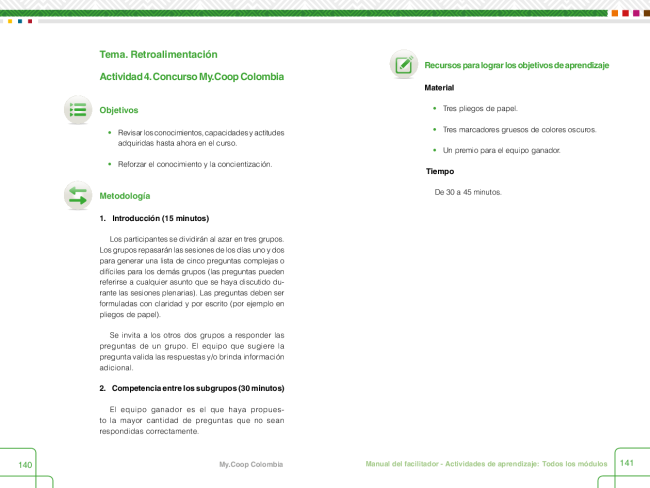 Tema. Retroalimentación
Actividad 4. Concurso My.Coop Colombia
Objetivos
• Revisar los conocimientos, capacidades y actitudes
adquiridas hasta ahora en el curso.
• Reforzar el conocimiento y la concientización.
Metodología
1. Introducción (15 minutos)
Los participantes se dividirán al azar en tres grupos.
Los grupos repasarán las sesiones de los días uno y dos
para generar una lista de cinco preguntas complejas o
difíciles para los demás grupos (las preguntas pueden
referirse a cualquier asunto que se haya discutido du-
rante las sesiones plenarias). Las preguntas deben ser
formuladas con claridad y por escrito (por ejemplo en
pliegos de papel).
Se invita a los otros dos grupos a responder las
preguntas de un grupo. El equipo que sugiere la
pregunta valida las respuestas y/o brinda información
adicional.
2. Competencia entre los subgrupos (30 minutos)
El equipo ganador es el que haya propues-
to la mayor cantidad de preguntas que no sean
respondidas correctamente.
140
My.Coop Colombia
Recursos para lograr los objetivos de aprendizaje
Material
• Tres pliegos de papel.
• Tres marcadores gruesos de colores oscuros.
• Un premio para el equipo ganador.
Tiempo
De 30 a 45 minutos.
Manual del facilitador - Actividades de aprendizaje: Todos los módulos
141